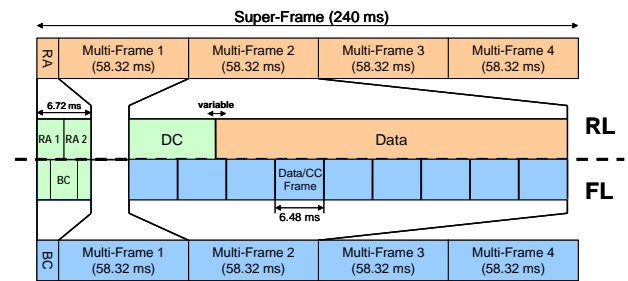 Super-Frame (240 ms)
RA
Multi-Frame 1
(58.32 ms)
Multi-Frame 2
(58.32 ms)
Multi-Frame 3
(58.32 ms)
Multi-Frame 4
(58.32 ms)
6.72 ms
variable
RA 1
RA 2
DC
Data
RL
BC
Data/CC
Frame
FL
6.48 ms
BC
Multi-Frame 1
(58.32 ms)
Multi-Frame 2
(58.32 ms)
Multi-Frame 3
(58.32 ms)
Multi-Frame 4
(58.32 ms)